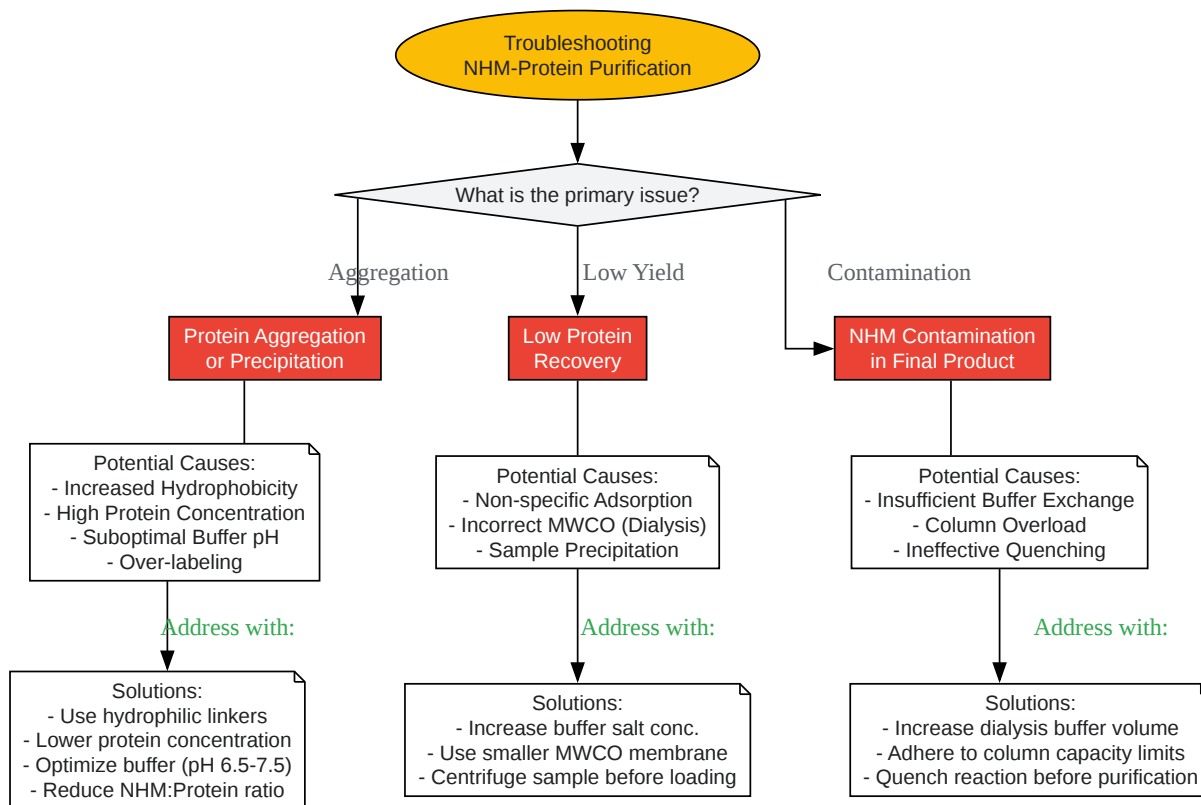 Troubleshooting
NHM-Protein Purification
What is the primary issue?
Aggregation
Low Yield
Contamination
Protein Aggregation
or Precipitation
Low Protein
Recovery
NHM Contamination
in Final Product
Potential Causes:
- Increased Hydrophobicity
- High Protein Concentration
- Suboptimal Buffer pH
- Over-labeling
Potential Causes:
- Non-specific Adsorption
- Incorrect MWCO (Dialysis)
- Sample Precipitation
Potential Causes:
- Insufficient Buffer Exchange
- Column Overload
- Ineffective Quenching
Address with:
Address with:
Address with:
Solutions:
- Use hydrophilic linkers
- Lower protein concentration
- Optimize buffer (pH 6.5-7.5)
- Reduce NHM:Protein ratio
Solutions:
- Increase buffer salt conc.
- Use smaller MWCO membrane
- Centrifuge sample before loading
Solutions:
- Increase dialysis buffer volume
- Adhere to column capacity limits
- Quench reaction before purification